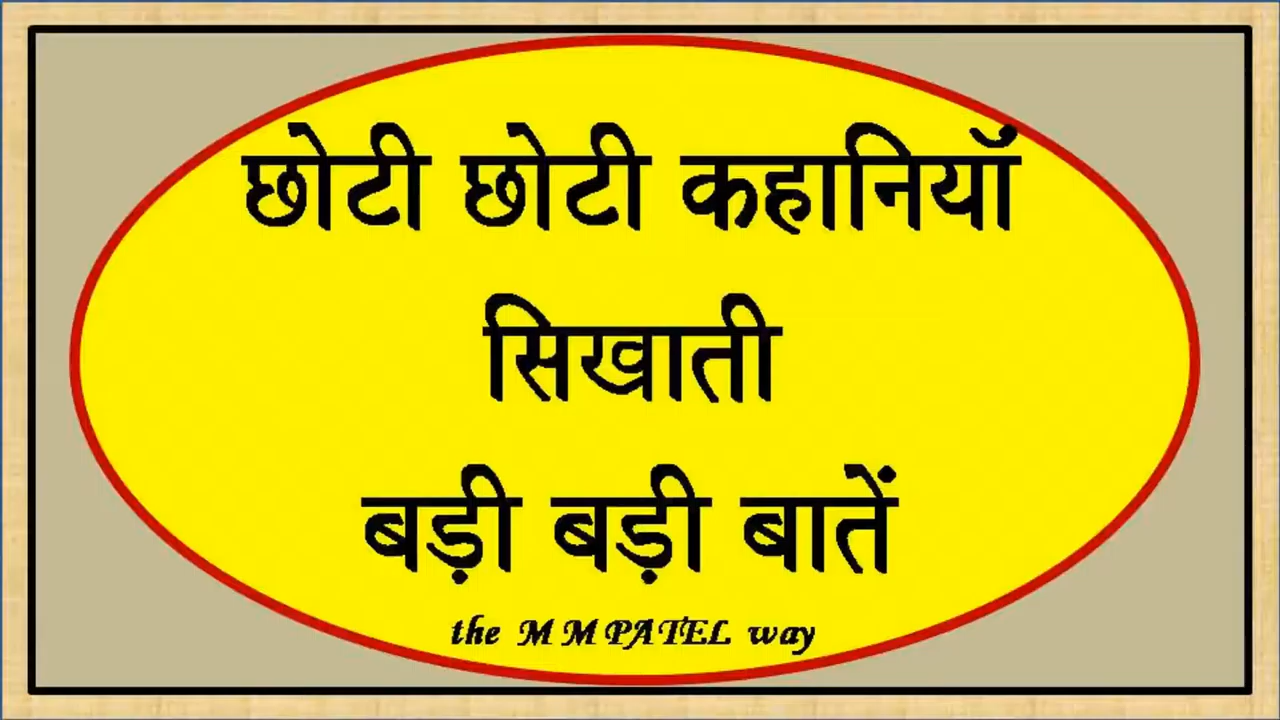 छोटी छोटी कहानियाँ
सिखाती
बड़ी बड़ी बातें
the M M PATEL way